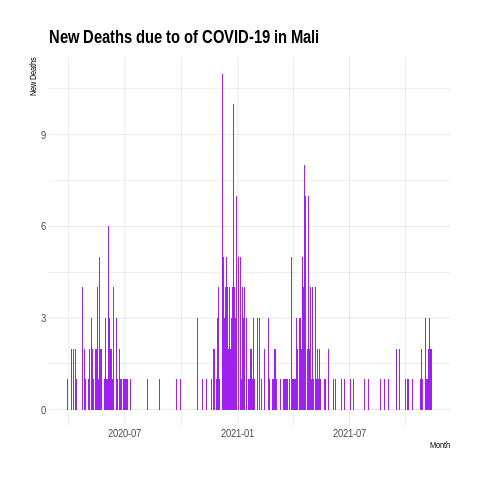 New Deaths due to of COVID-19 in Mali
New Deaths
9
6
3
0
2020-07
2021-01
2021-07
Month